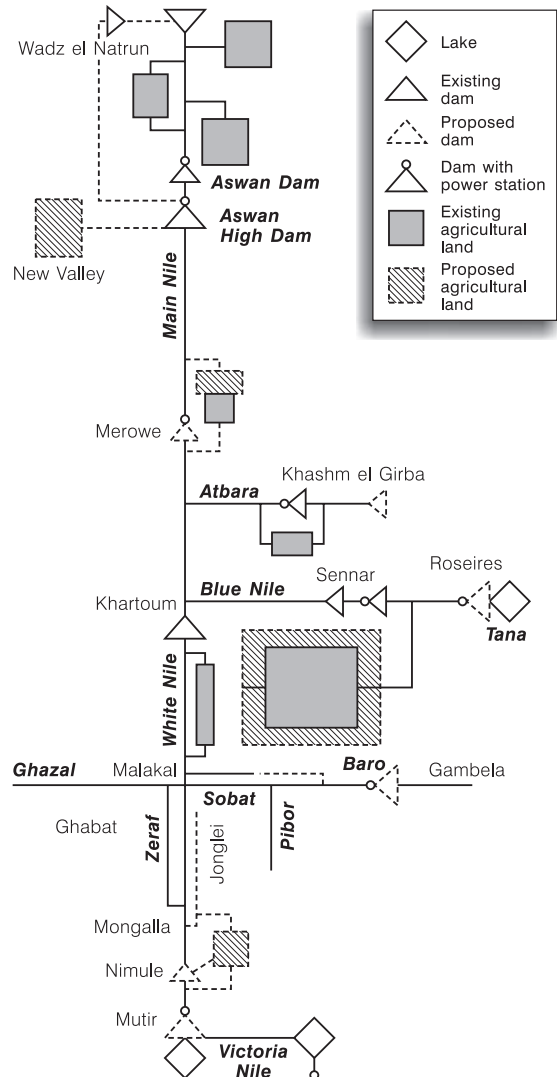 Wadz el Natrun
Aswan Dam
Aswan
High Dam
New Valley
Main Nile
Merowe
Khashm el Girba
Atbara
Roseires
Sennar
Blue Nile
Khartoum
Tana
White Nile
Baro
Ghazal
Malakal
Gambela
Sobat
Ghabat
Zeraf
Jonglei
Pibor
Mongalla
Nimule
Mutir
Victoria
Nile
Lake
Existing
dam
Proposed
dam
Dam with
power station
Existing
agricultural
land
Proposed
agricultural
land